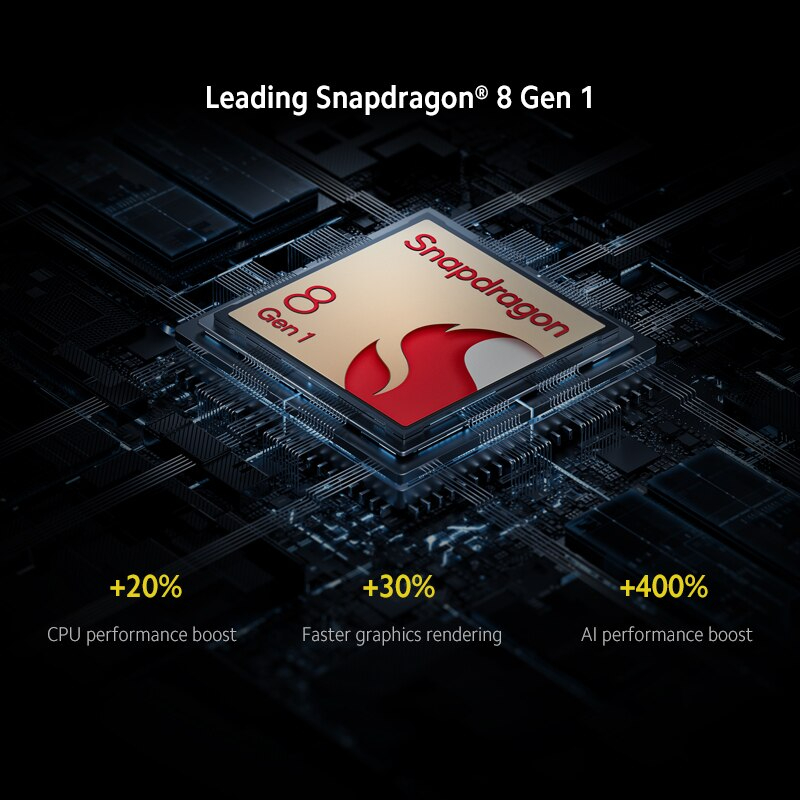 Leading Snapdragon® 8 Gen 1
Snapdragon
8
Gen 1
+20%
+30%
+400%
CPU performance boost
Faster graphics rendering
AI performance boost